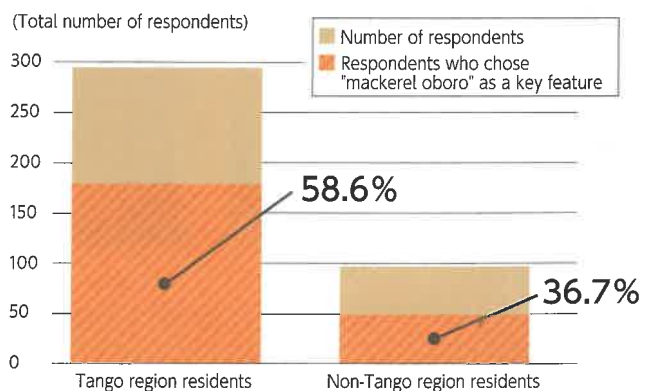 (Total number of respondents)
Number of respondents
Respondents who chose
"mackerel oboro" as a key feature
300
250
200
150
100
50
0
58.6%
36.7%
Tango region residents
Non-Tango region residents